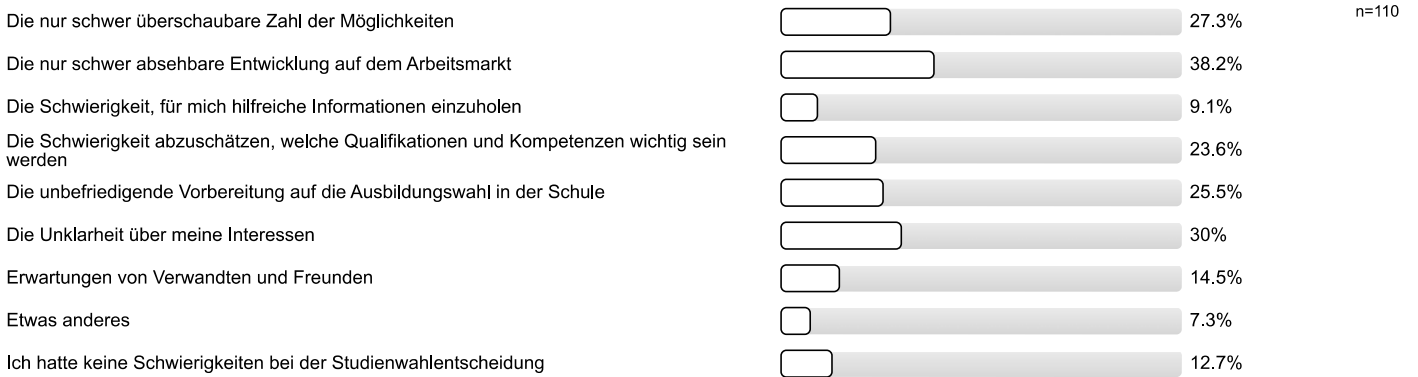 n=110
Die nur schwer überschaubare Zahl der Möglichkeiten 27.3%
Die nur schwer absehbare Entwicklung auf dem Arbeitsmarkt 38.2%
Die Schwierigkeit, für mich hilfreiche Informationen einzuholen 9.1%
Die Schwierigkeit abzuschätzen, welche Qualifikationen und Kompetenzen wichtig sein
werden 23.6%
Die unbefriedigende Vorbereitung auf die Ausbildungswahl in der Schule 25.5%
Die Unklarheit über meine Interessen 30%
Erwartungen von Verwandten und Freunden 14.5%
Etwas anderes 7.3%
Ich hatte keine Schwierigkeiten bei der Studienwahlentscheidung 12.7%